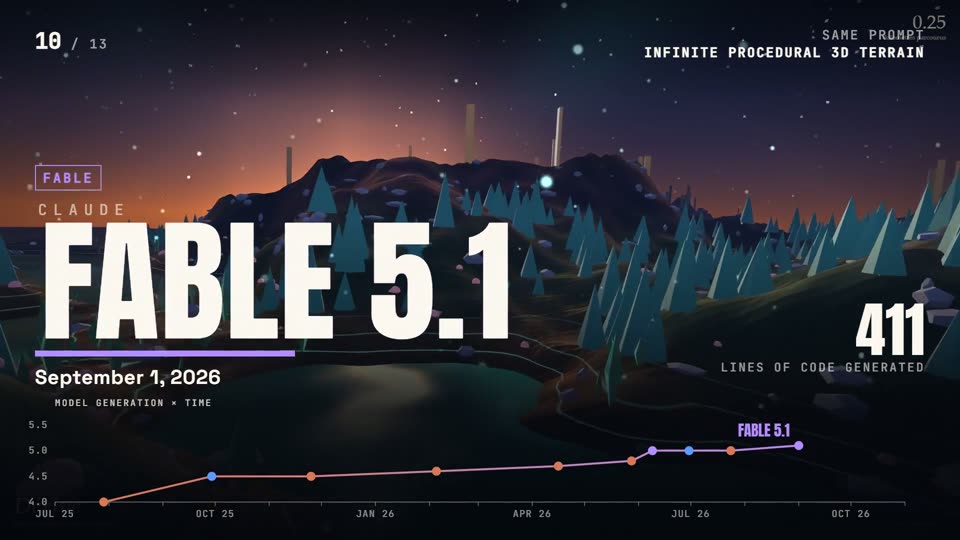 10 / 13
0.25
SAME PROMPT
INFINITE PROCEDURAL 3D TERRAIN
FABLE
CLAUDE
FABLE 5.1
September 1, 2026
411
LINES OF CODE GENERATED
MODEL GENERATION × TIME
FABLE 5.1
5.5
5.0
4.5
4.0
JUL 25
OCT 25
JAN 26
APR 26
JUL 26
OCT 26